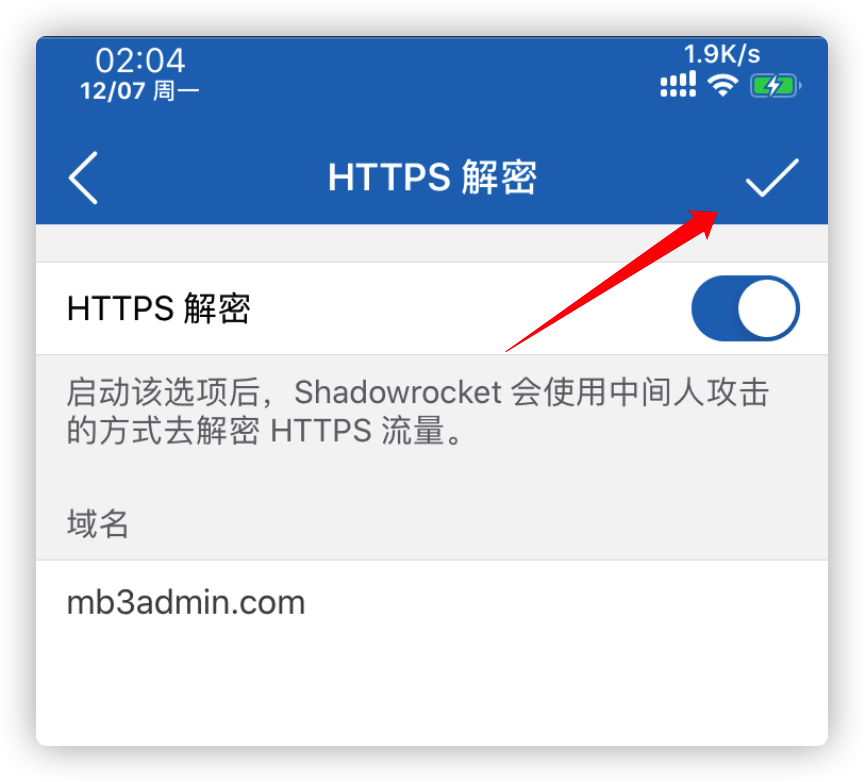 02:04
1.9K/s
12/07 周一
HTTPS 解密
HTTPS 解密
启动该选项后，Shadowrocket 会使用中间人攻击
的方式去解密 HTTPS 流量。
域名
mb3admin.com